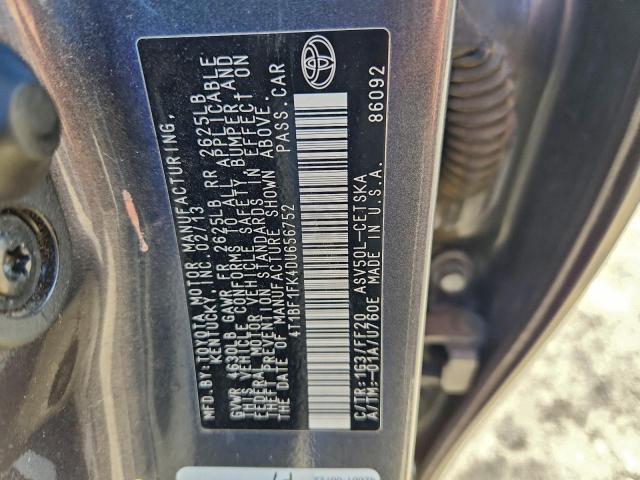 MFD. BY: TOYOTA MOTOR MANUFACTURING,
KENTUCKY, INC. 02/13
GVWR 4630LB GAWR FR 2625LB RR 2625LB
THIS VEHICLE CONFORMS TO ALL APPLICABLE
FEDERAL MOTOR VEHICLE SAFETY, BUMPER AND
THEFT PREVENTION STANDARDS IN EFFECT ON
THE DATE OF MANUFACTURE SHOWN ABOVE.
4T1BF1FK4DU656752 PASS. CAR
C/TR: 1G3/FF20 ASV50L-CETSKA
A/TM: -01A/U760E MADE IN U.S.A. 86092